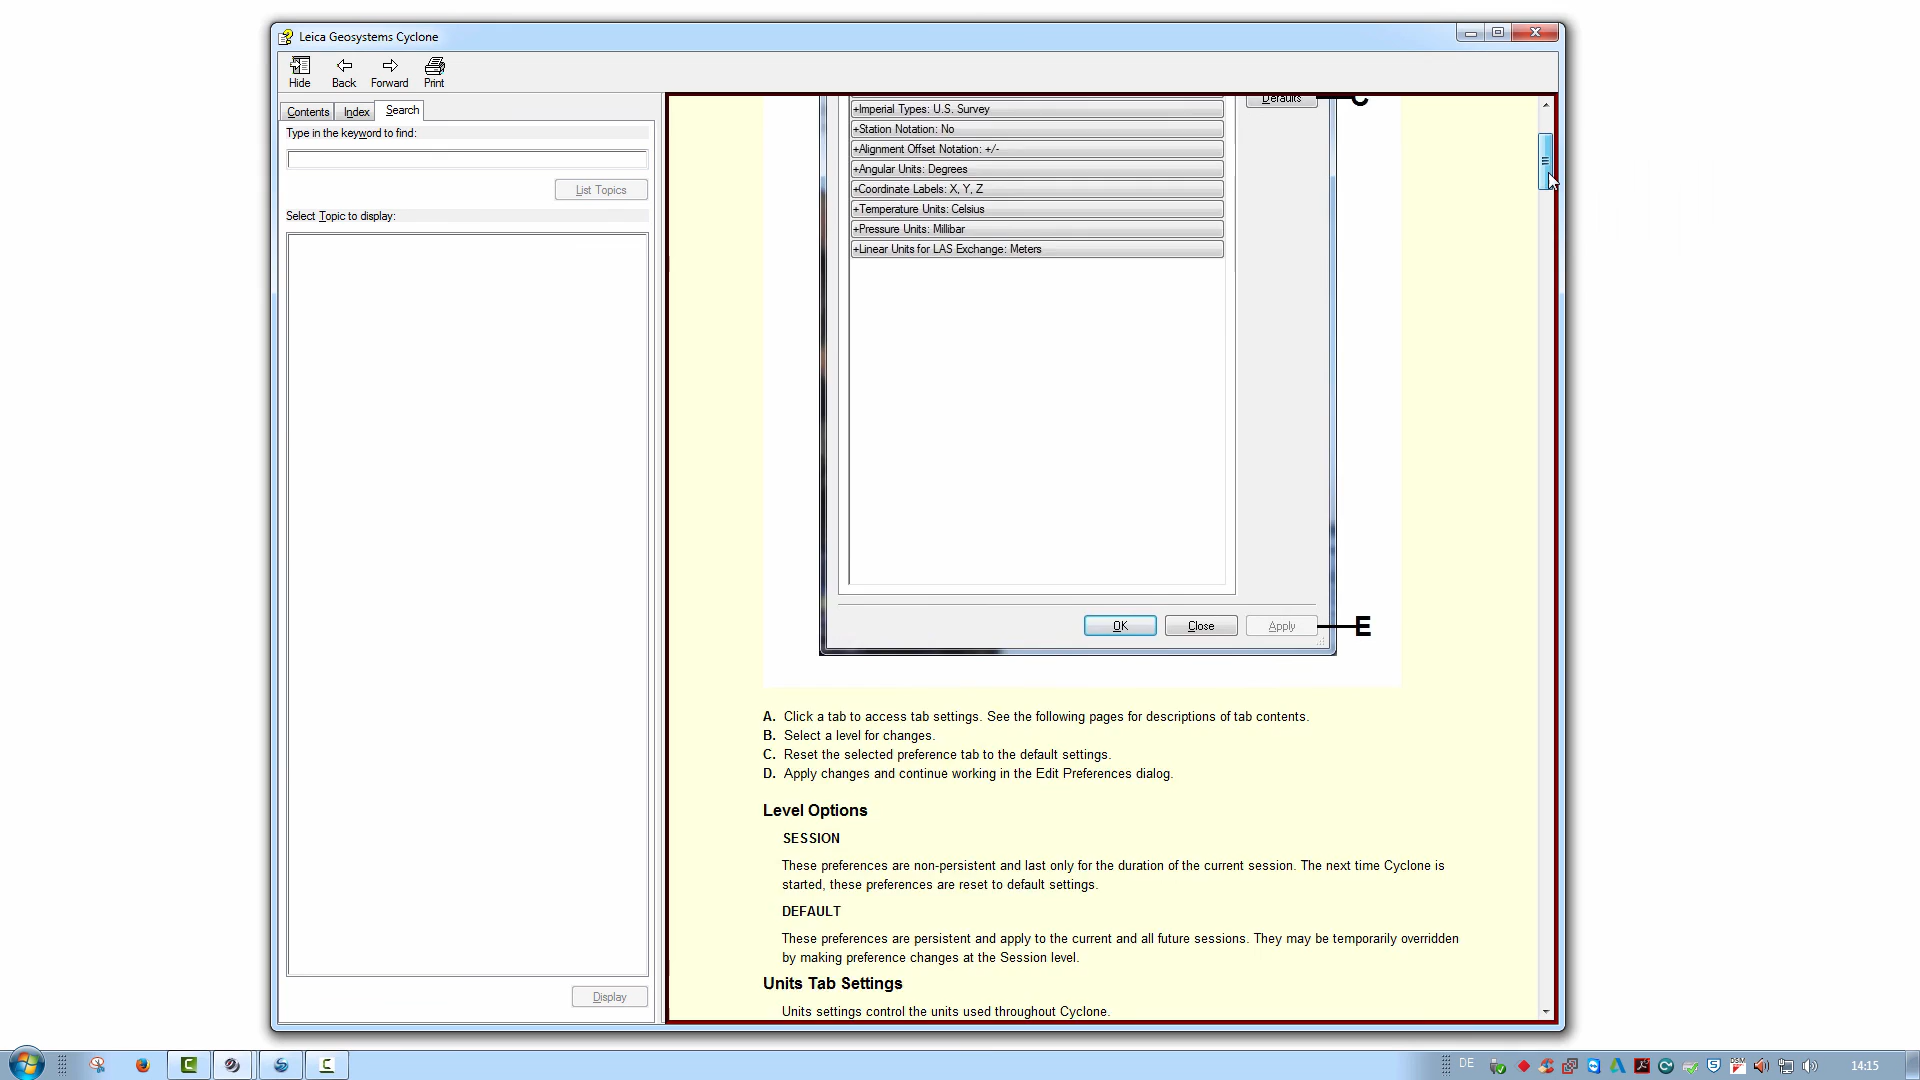 Leica Geosystems Cyclone
Hide Back Forward Print
Contents Index Search
Type in the keyword to find:
List Topics
Select Topic to display:
Display
Defaults C
+Imperial Types: U.S. Survey
+Station Notation: No
+Alignment Offset Notation: +/-
+Angular Units: Degrees
+Coordinate Labels: X, Y, Z
+Temperature Units: Celsius
+Pressure Units: Millibar
+Linear Units for LAS Exchange: Meters
OK Close Apply E
A. Click a tab to access tab settings. See the following pages for descriptions of tab contents.
B. Select a level for changes.
C. Reset the selected preference tab to the default settings.
D. Apply changes and continue working in the Edit Preferences dialog.
Level Options
SESSION
These preferences are non-persistent and last only for the duration of the current session. The next time Cyclone is
started, these preferences are reset to default settings.
DEFAULT
These preferences are persistent and apply to the current and all future sessions. They may be temporarily overridden
by making preference changes at the Session level.
Units Tab Settings
Units settings control the units used throughout Cyclone.
DE 14:15